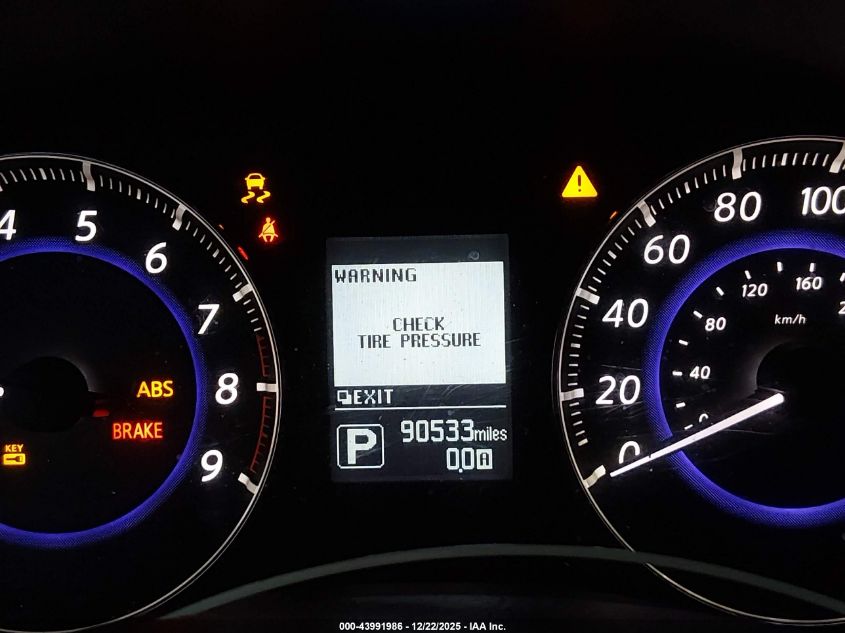 4
5
6
7
8
9
ABS
BRAKE
KEY
WARNING
CHECK
TIRE PRESSURE
EXIT
P
90533miles
0.0
0
20
40
60
80
100
0
40
80
120
160
km/h
000-43991986 - 12/22/2025 - IAA Inc.